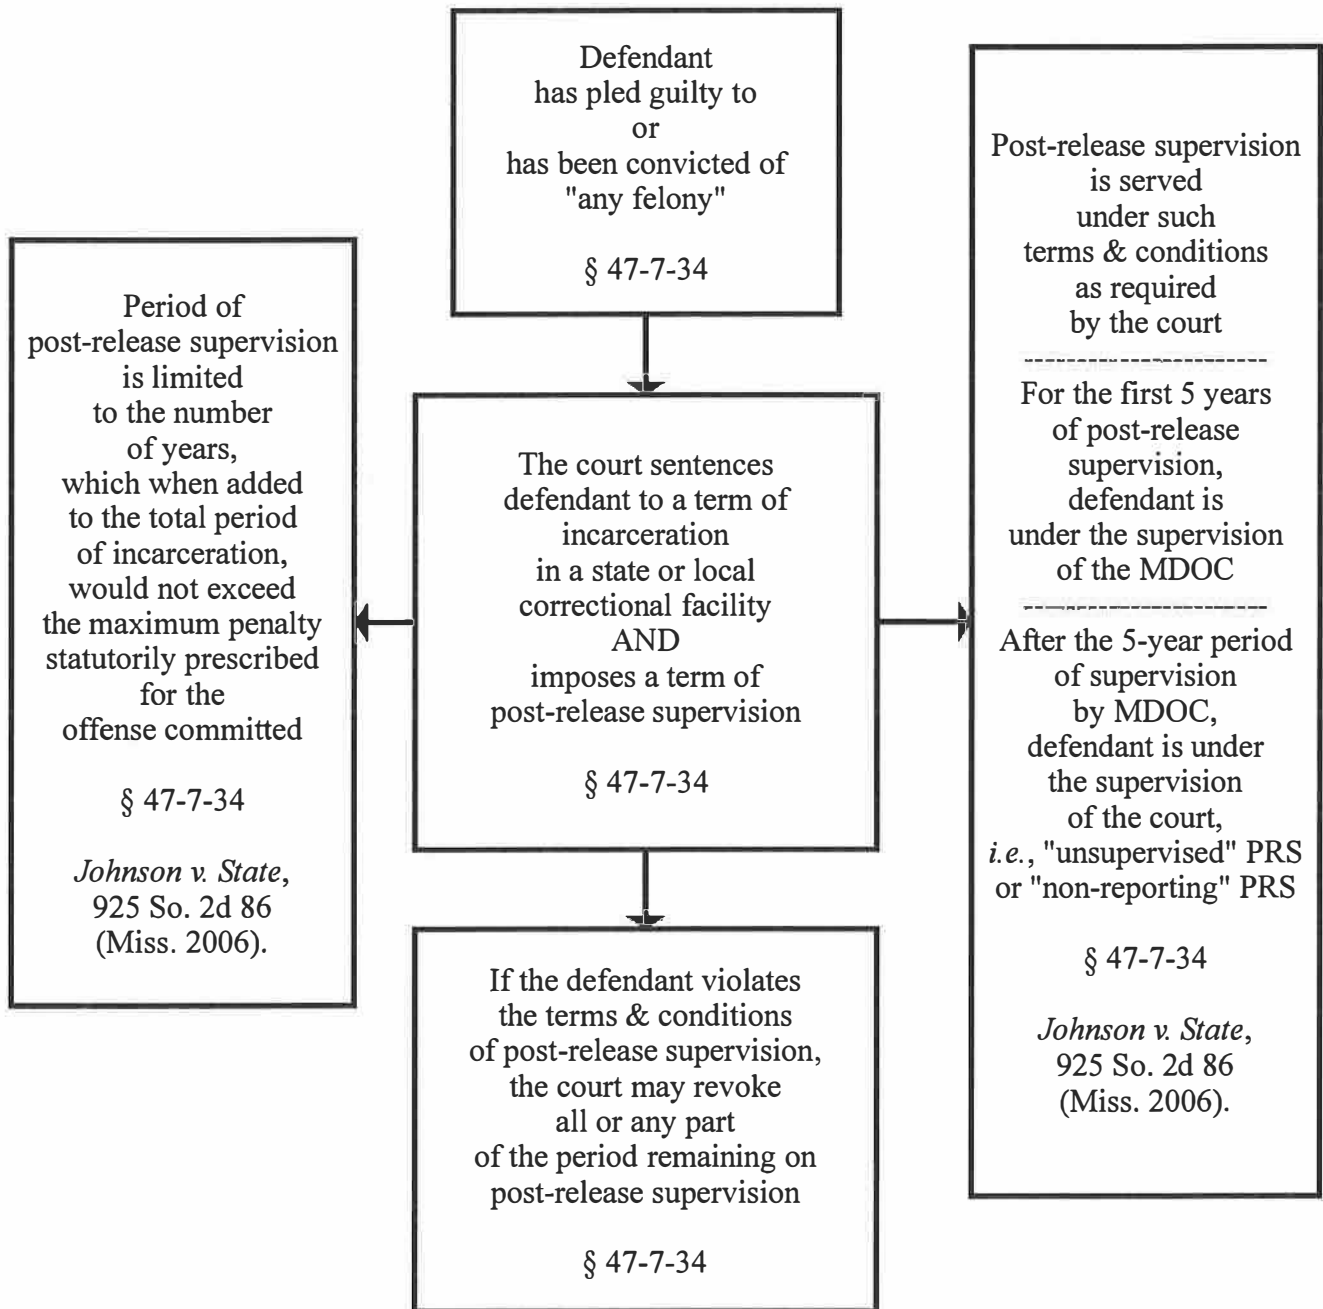 Defendant
has pled guilty to
or
has been convicted of
"any felony"
§ 47-7-34
Period of
post-release supervision
is limited
to the number
of years,
which when added
to the total period
of incarceration,
would not exceed
the maximum penalty
statutorily prescribed
for the
offense committed
§ 47-7-34
Johnson v. State,
925 So. 2d 86
(Miss. 2006).
The court sentences
defendant to a term of
incarceration
in a state or local
correctional facility
AND
imposes a term of
post-release supervision
§ 47-7-34
Post-release supervision
is served
under such
terms & conditions
as required
by the court
For the first 5 years
of post-release
supervision,
defendant is
under the supervision
of the MDOC
After the 5-year period
of supervision
by MDOC,
defendant is under
the supervision
of the court,
i.e., "unsupervised" PRS
or "non-reporting" PRS
§ 47-7-34
Johnson v. State,
925 So. 2d 86
(Miss. 2006).
If the defendant violates
the terms & conditions
of post-release supervision,
the court may revoke
all or any part
of the period remaining on
post-release supervision
§ 47-7-34